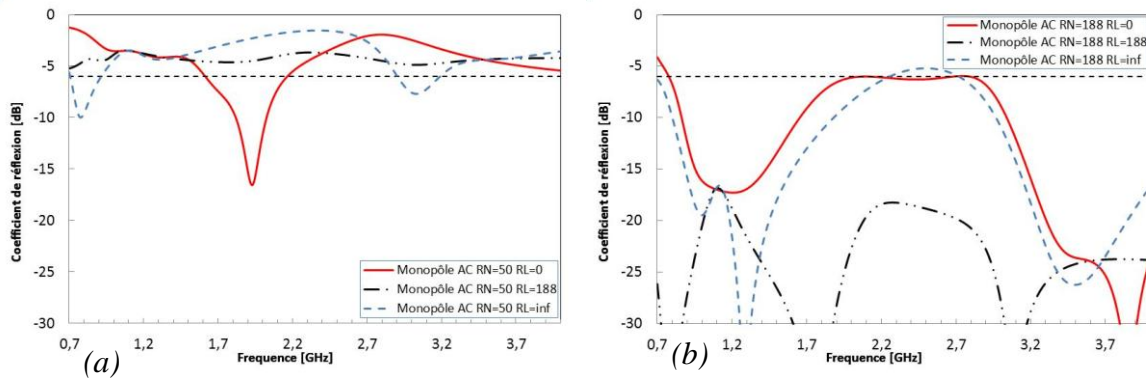 0
-5
-10
-15
-20
-25
-30
Coefficient de réflexion [dB]
Monopôle AC RN=50 RL=0
Monopôle AC RN=50 RL=188
Monopôle AC RN=50 RL=inf
0,7
1,2
1,7
2,2
2,7
3,2
3,7
Frequence [GHz]
(a)
0
-5
-10
-15
-20
-25
-30
Coefficient de réflexion [dB]
Monopôle AC RN=188 RL=0
Monopôle AC RN=188 RL=188
Monopôle AC RN=188 RL=inf
0,7
1,2
1,7
2,2
2,7
3,2
3,7
Frequence [GHz]
(b)